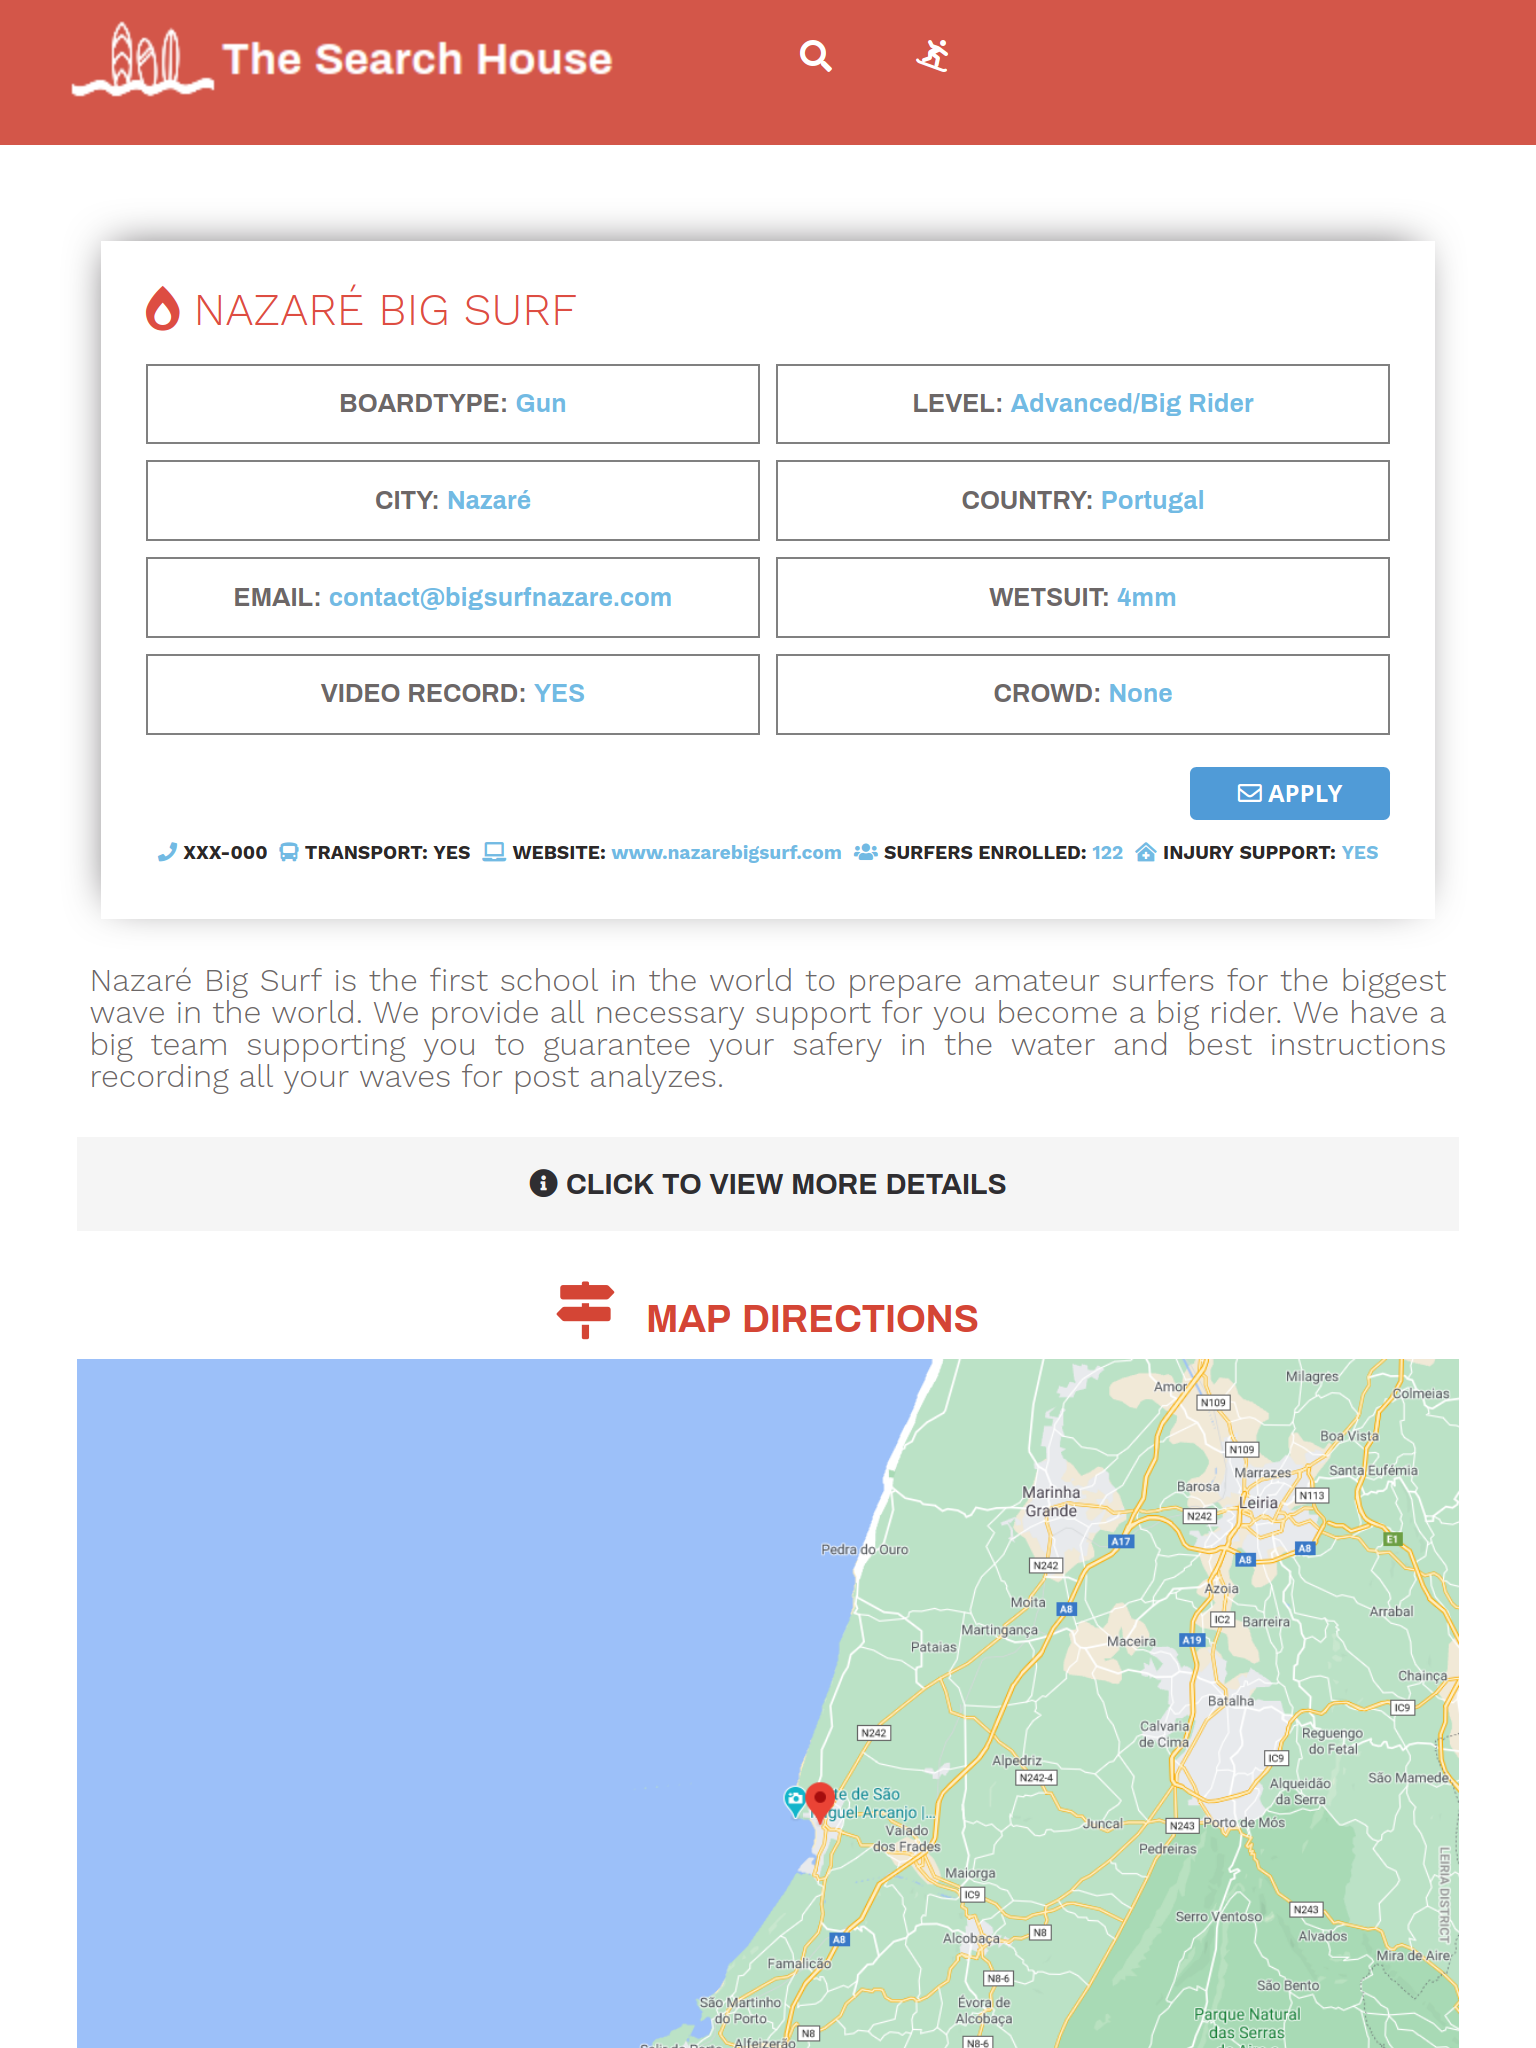 The Search House
NAZARÉ BIG SURF
BOARDTYPE: Gun
LEVEL: Advanced/Big Rider
CITY: Nazaré
COUNTRY: Portugal
EMAIL: contact@bigsurfnazare.com
WETSUIT: 4mm
VIDEO RECORD: YES
CROWD: None
APPLY
XXX-000 TRANSPORT: YES WEBSITE: www.nazarebigsurf.com SURFERS ENROLLED: 122 INJURY SUPPORT: YES
Nazaré Big Surf is the first school in the world to prepare amateur surfers for the biggest
wave in the world. We provide all necessary support for you become a big rider. We have a
big team supporting you to guarantee your safery in the water and best instructions
recording all your waves for post analyzes.
CLICK TO VIEW MORE DETAILS
MAP DIRECTIONS
Milagres
Amor
Colmeias
N109
Boa Vista
N109
Marrazes
Santa Eufémia
Barosa
Marinha
Grande
Leiria
N113
N242
A17
E1
A8
A8
Pedra do Ouro
N242
Azoia
Moita
A8
Arrabal
IC2
Barreira
Martingança
Maceira
A19
Pataias
Chainça
Batalha
IC9
Calvaria
de Cima
N242
Reguengo
do Fetal
Alpedriz
IC9
N242-4
São Mamede
Alqueidão
da Serra
te de São
guel Arcanjo |...
Juncal
N243
Porto de Mós
Valado
dos Frades
Pedreiras
Maiorga
LEIRIA DISTRICT
IC9
N243
Serro Ventoso
N8
Alvados
A8
Alcobaça
Mira de Aire
Famalicão
N8-6
São Bento
São Martinho
do Porto
Évora de
Alcobaça
Parque Natural
das Serras
N8
Alfeizerão
N8-6